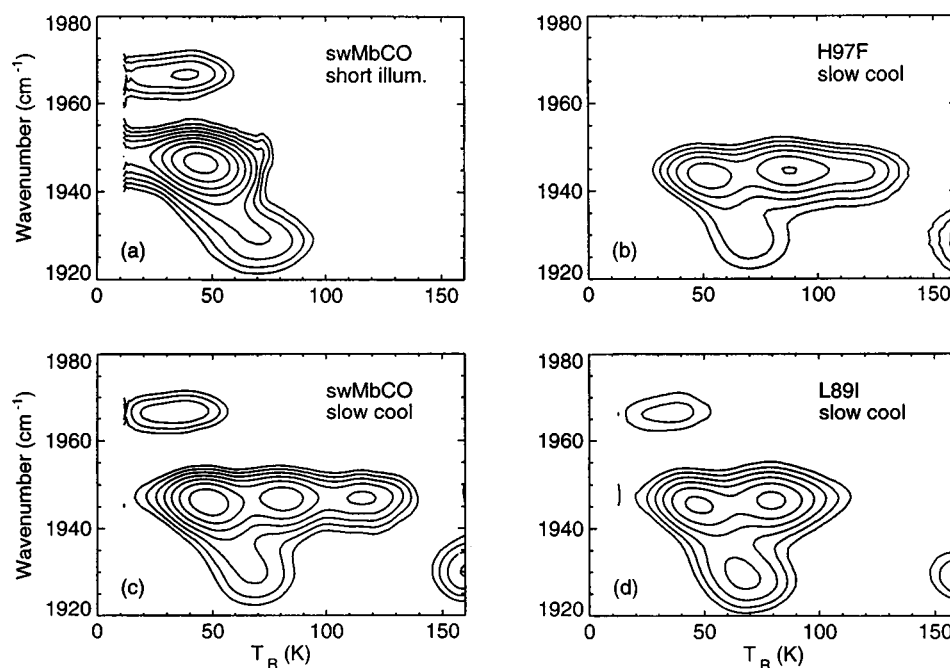 1980
1960
1940
1920
Wavenumber (cm⁻¹)
swMbCO
short illum.
(a)
0
50
100
150
1980
1960
1940
1920
H97F
slow cool
(b)
0
50
100
150
1980
1960
1940
1920
Wavenumber (cm⁻¹)
swMbCO
slow cool
(c)
0
50
100
150
T_B (K)
1980
1960
1940
1920
L89I
slow cool
(d)
0
50
100
150
T_B (K)